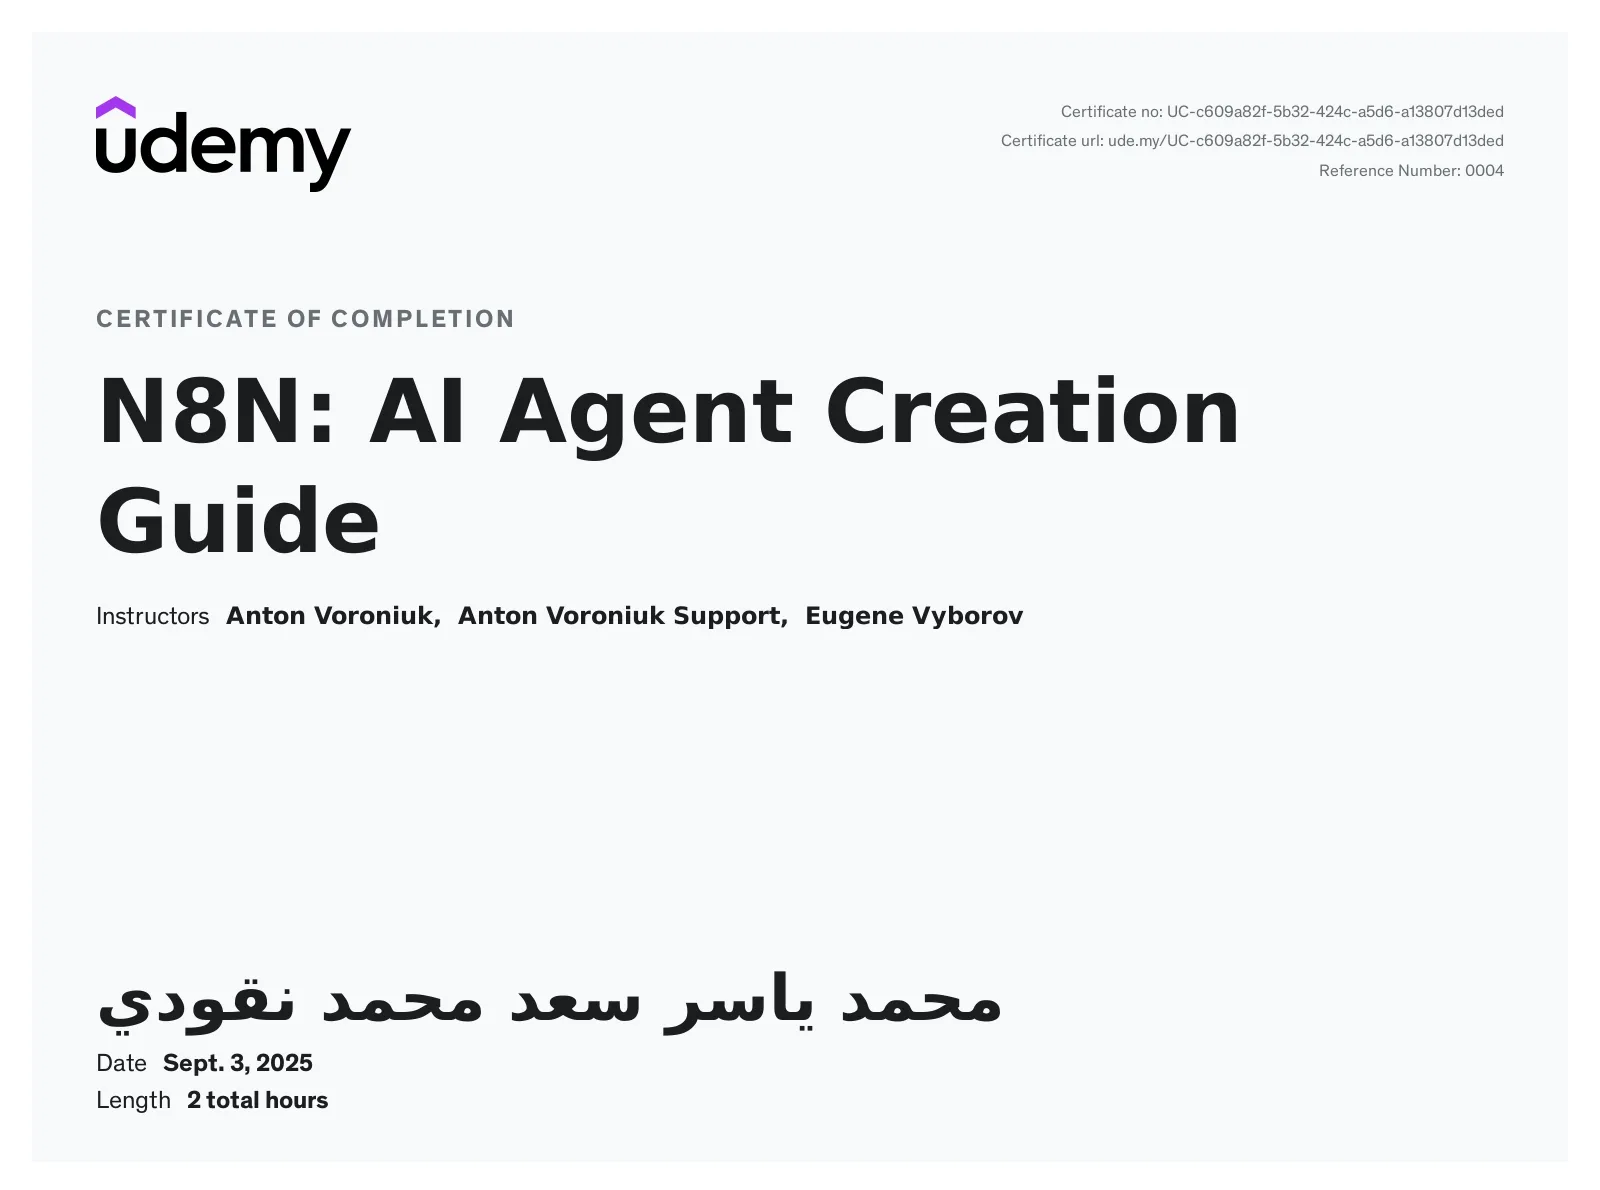 udemy
Certificate no: UC-c609a82f-5b32-424c-a5d6-a13807d13ded
Certificate url: ude.my/UC-c609a82f-5b32-424c-a5d6-a13807d13ded
Reference Number: 0004
CERTIFICATE OF COMPLETION
N8N: AI Agent Creation
Guide
Instructors Anton Voroniuk, Anton Voroniuk Support, Eugene Vyborov
محمد ياسر سعد محمد نقودي
Date Sept. 3, 2025
Length 2 total hours